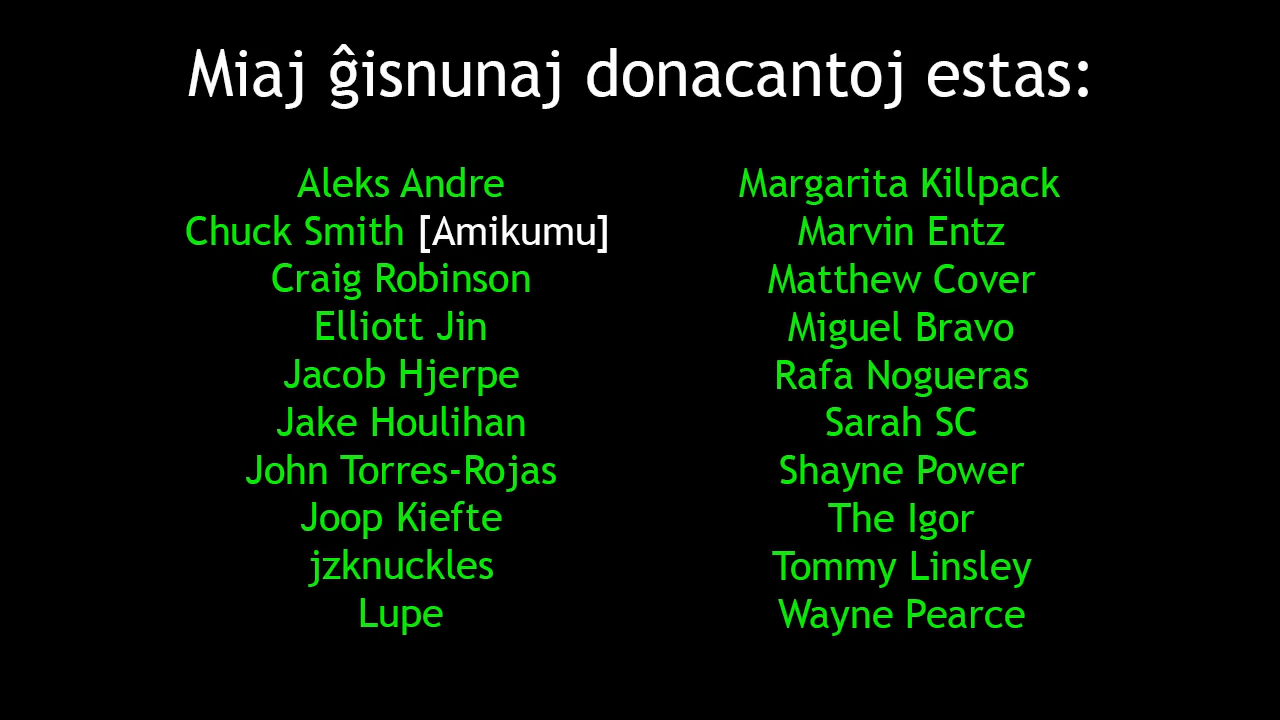 Miaj ĝisnunaj donacantoj estas:
Aleks Andre
Chuck Smith [Amikumu]
Craig Robinson
Elliott Jin
Jacob Hjerpe
Jake Houlihan
John Torres-Rojas
Joop Kiefte
jzknuckles
Lupe
Margarita Killpack
Marvin Entz
Matthew Cover
Miguel Bravo
Rafa Nogueras
Sarah SC
Shayne Power
The Igor
Tommy Linsley
Wayne Pearce